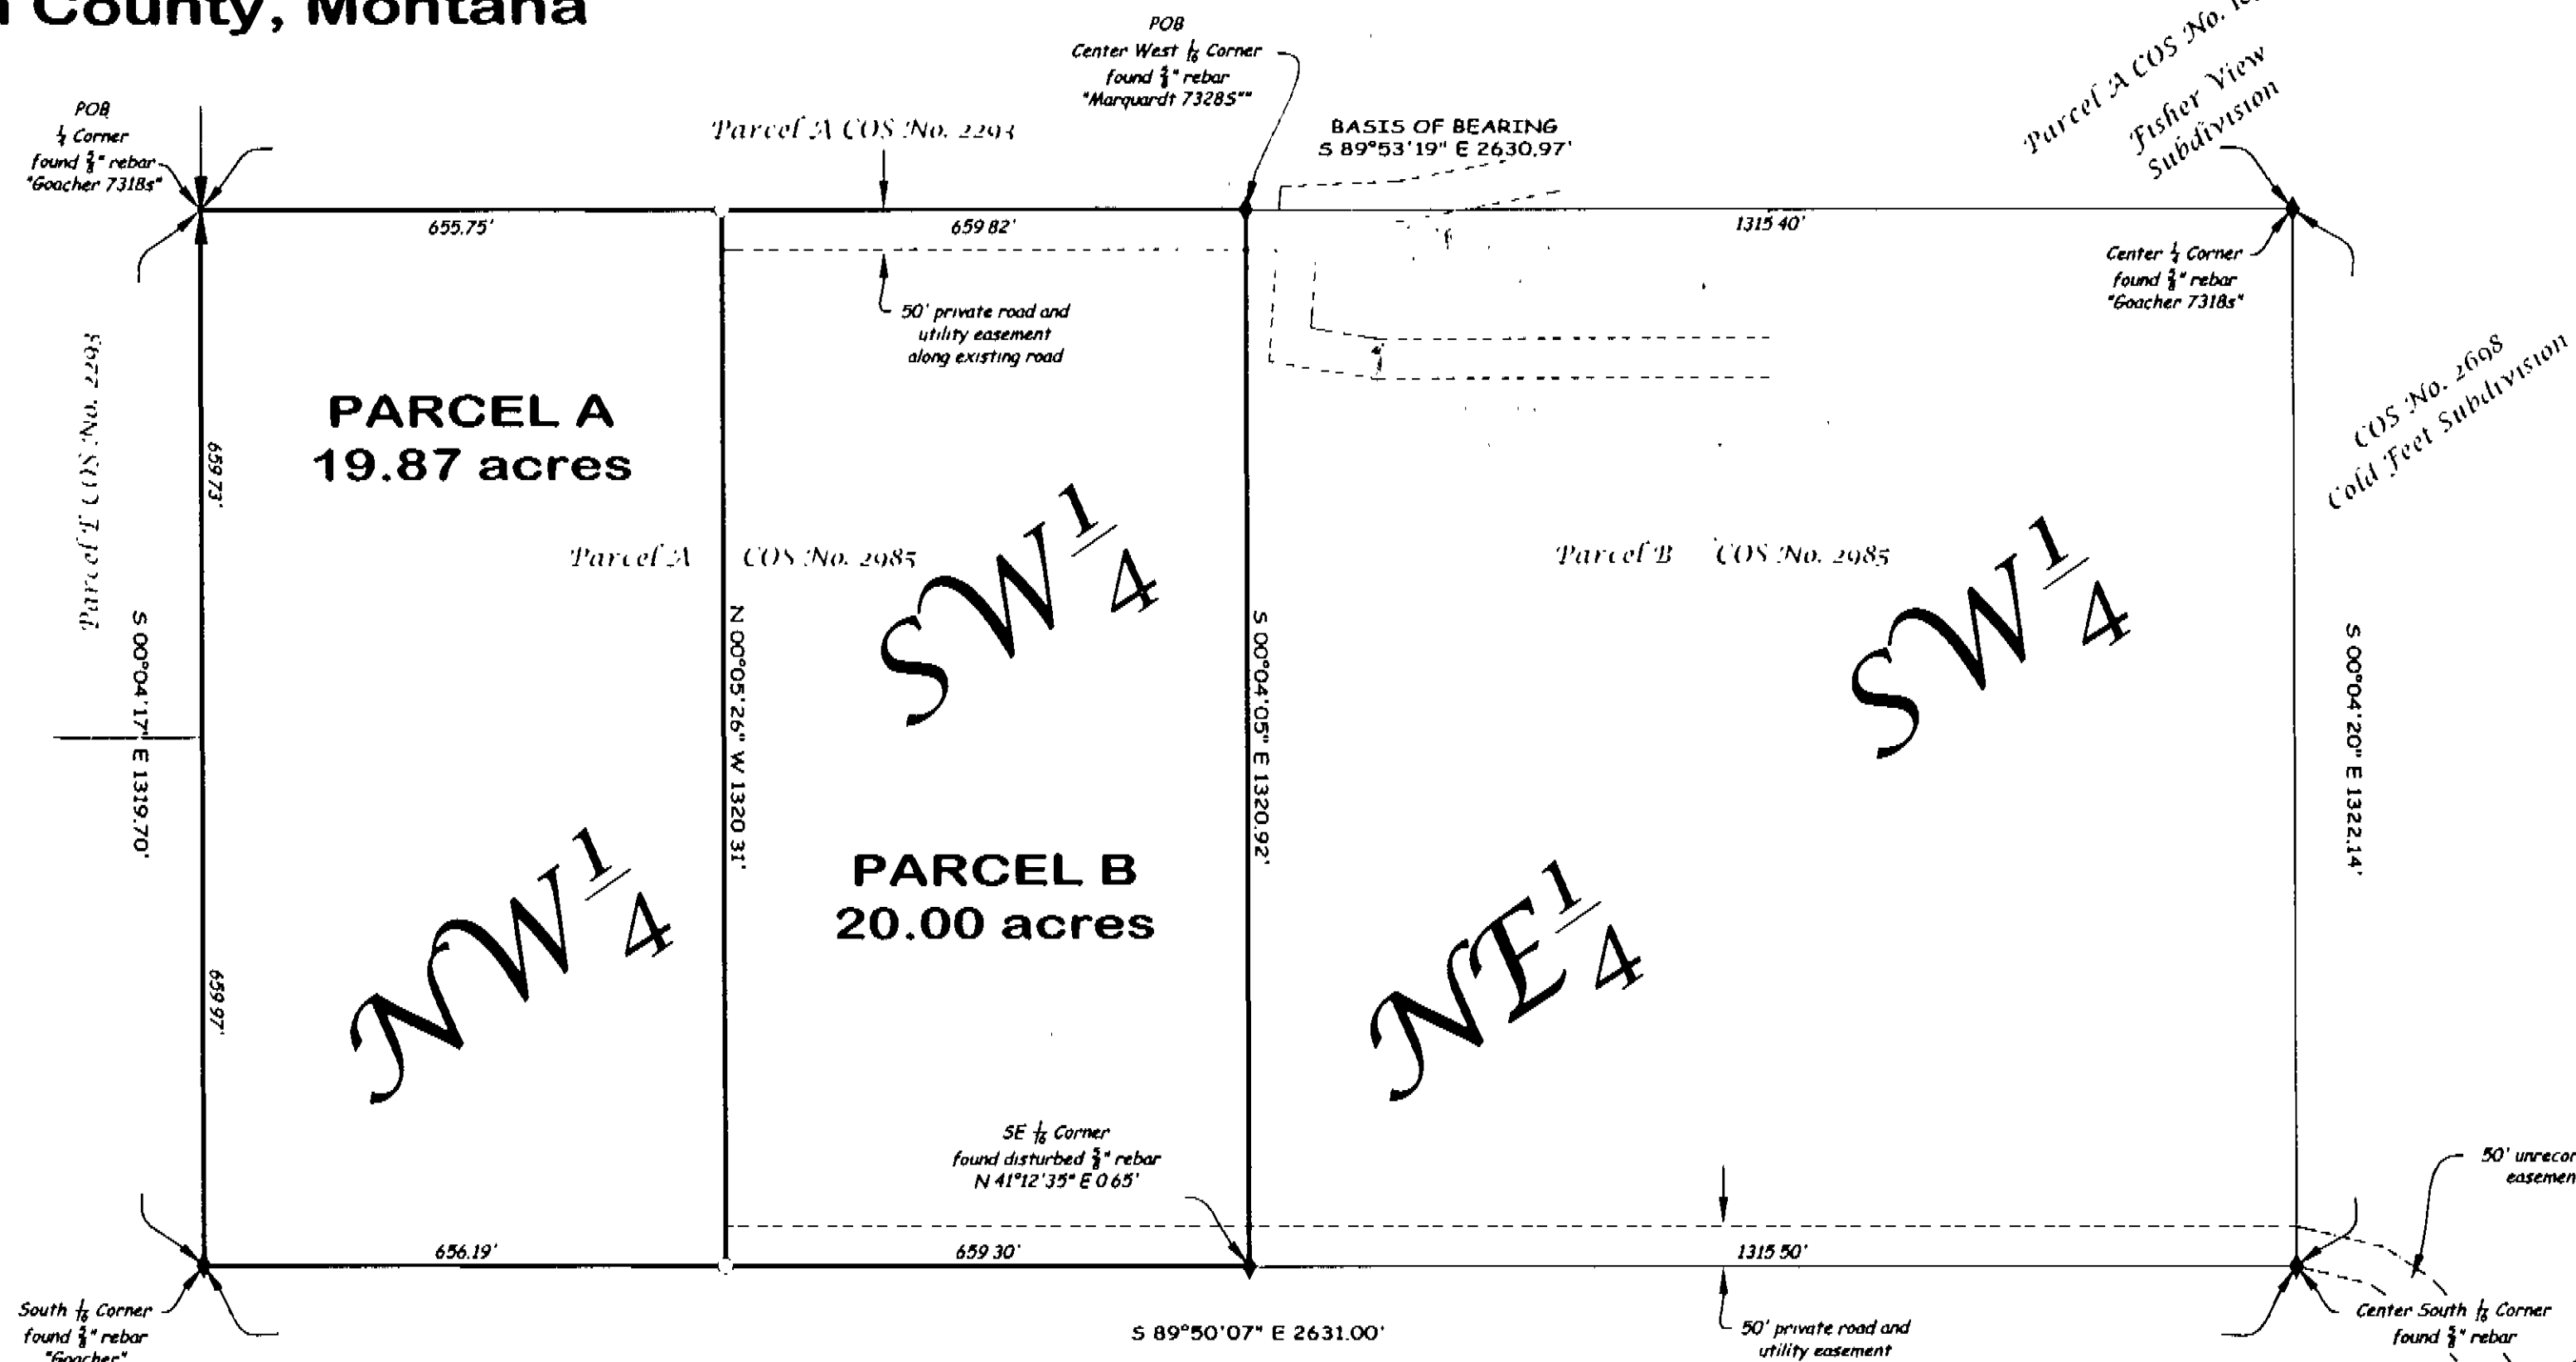 County, Montana
POB
1/4 Corner
found 5/8" rebar
"Goacher 7318s"
Parcel A COS No. 2293
POB
Center West 1/16 Corner
found 5/8" rebar
"Marquardt 7328S""
BASIS OF BEARING
S 89°53'19" E 2630.97'
Parcel A COS No.
Fisher View
Subdivision
655.75'
659 82'
1315 40'
Center 1/4 Corner
found 5/8" rebar
"Goacher 7318s"
50' private road and
utility easement
along existing road
COS No. 2698
Cold Feet Subdivision
Parcel COS No. 2293
659 73'
PARCEL A
19.87 acres
Parcel A COS No. 2985
Parcel B COS No. 2985
SW 1/4
SW 1/4
S 00°04'17" E 1319.70'
N 00°05'26" W 1320 31'
S 00°04'05" E 1320.92'
S 00°04'20" E 1322.14'
PARCEL B
20.00 acres
NW 1/4
NE 1/4
659 97'
SE 1/16 Corner
found disturbed 5/8" rebar
N 41°12'35" E 0 65'
50'
656.19'
659 30'
1315 50'
South 1/16 Corner
found 5/8" rebar
"Goacher"
S 89°50'07" E 2631.00'
50' private road and
utility easement
Center South 1/16 Corner
found 5/8" rebar